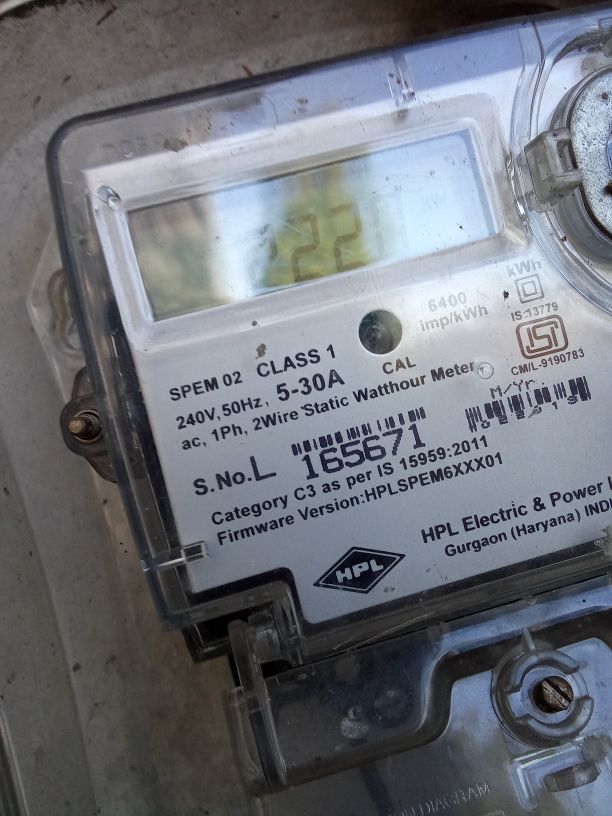 kW
kWh
6400
imp/kWh
IS:13779
CM/L-9190783
SPEM 02 CLASS 1
CAL
240V,50Hz, 5-30A
ac, 1Ph, 2Wire Static Watthour Meter
M/Yr.
S.No.L 165671
Category C3 as per IS 15959:2011
Firmware Version:HPLSPEM6XXX01
HPL Electric & Power
Gurgaon (Haryana) INDI
HPL
DIAGRAM